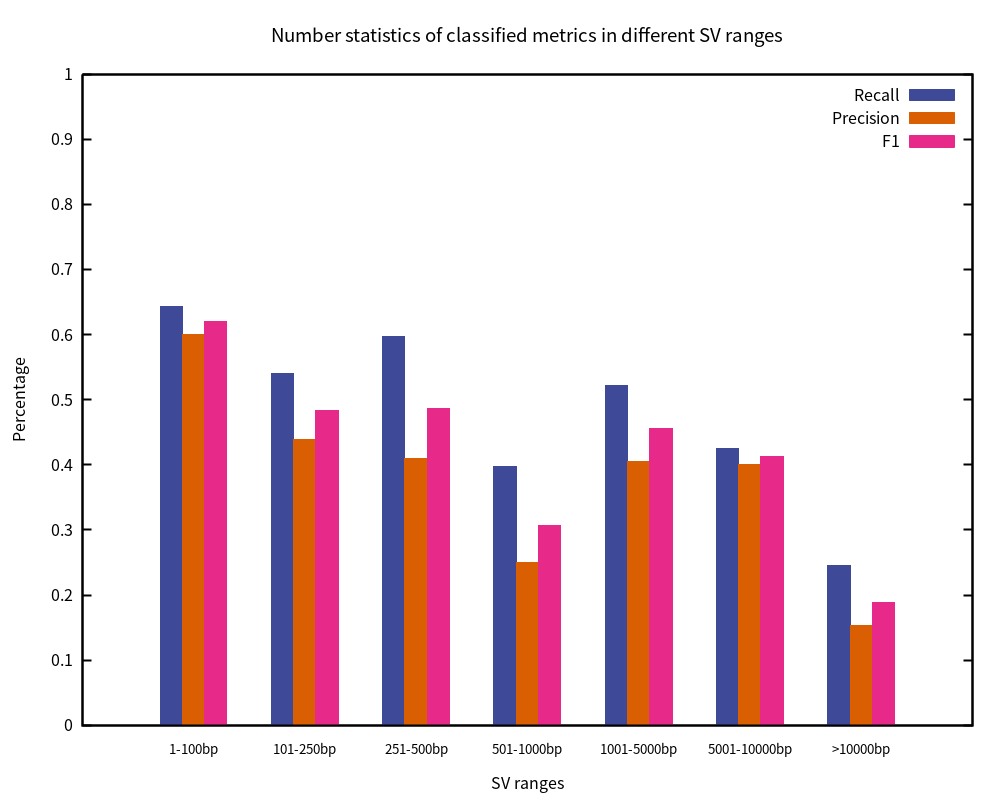 Number statistics of classified metrics in different SV ranges
Recall
Precision
F1
Percentage
1
0.9
0.8
0.7
0.6
0.5
0.4
0.3
0.2
0.1
0
1-100bp 101-250bp 251-500bp 501-1000bp 1001-5000bp 5001-10000bp >10000bp
SV ranges